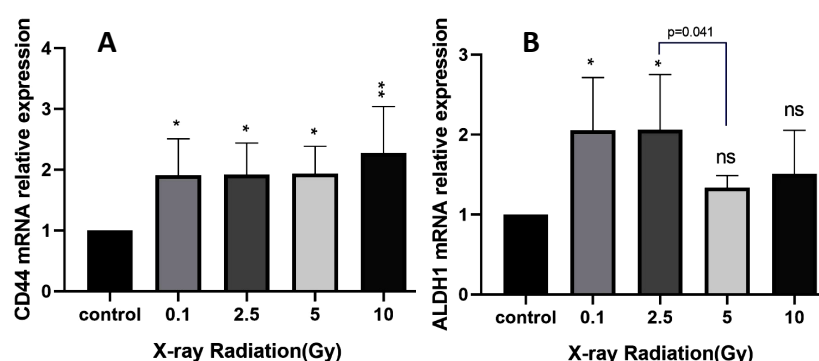 A
CD44 mRNA relative expression
4
3
2
1
0
*
*
*
**
control 0.1 2.5 5 10
X-ray Radiation(Gy)
B
ALDH1 mRNA relative expression
3
2
1
0
p=0.041
*
*
ns
ns
control 0.1 2.5 5 10
X-ray Radiation(Gy)